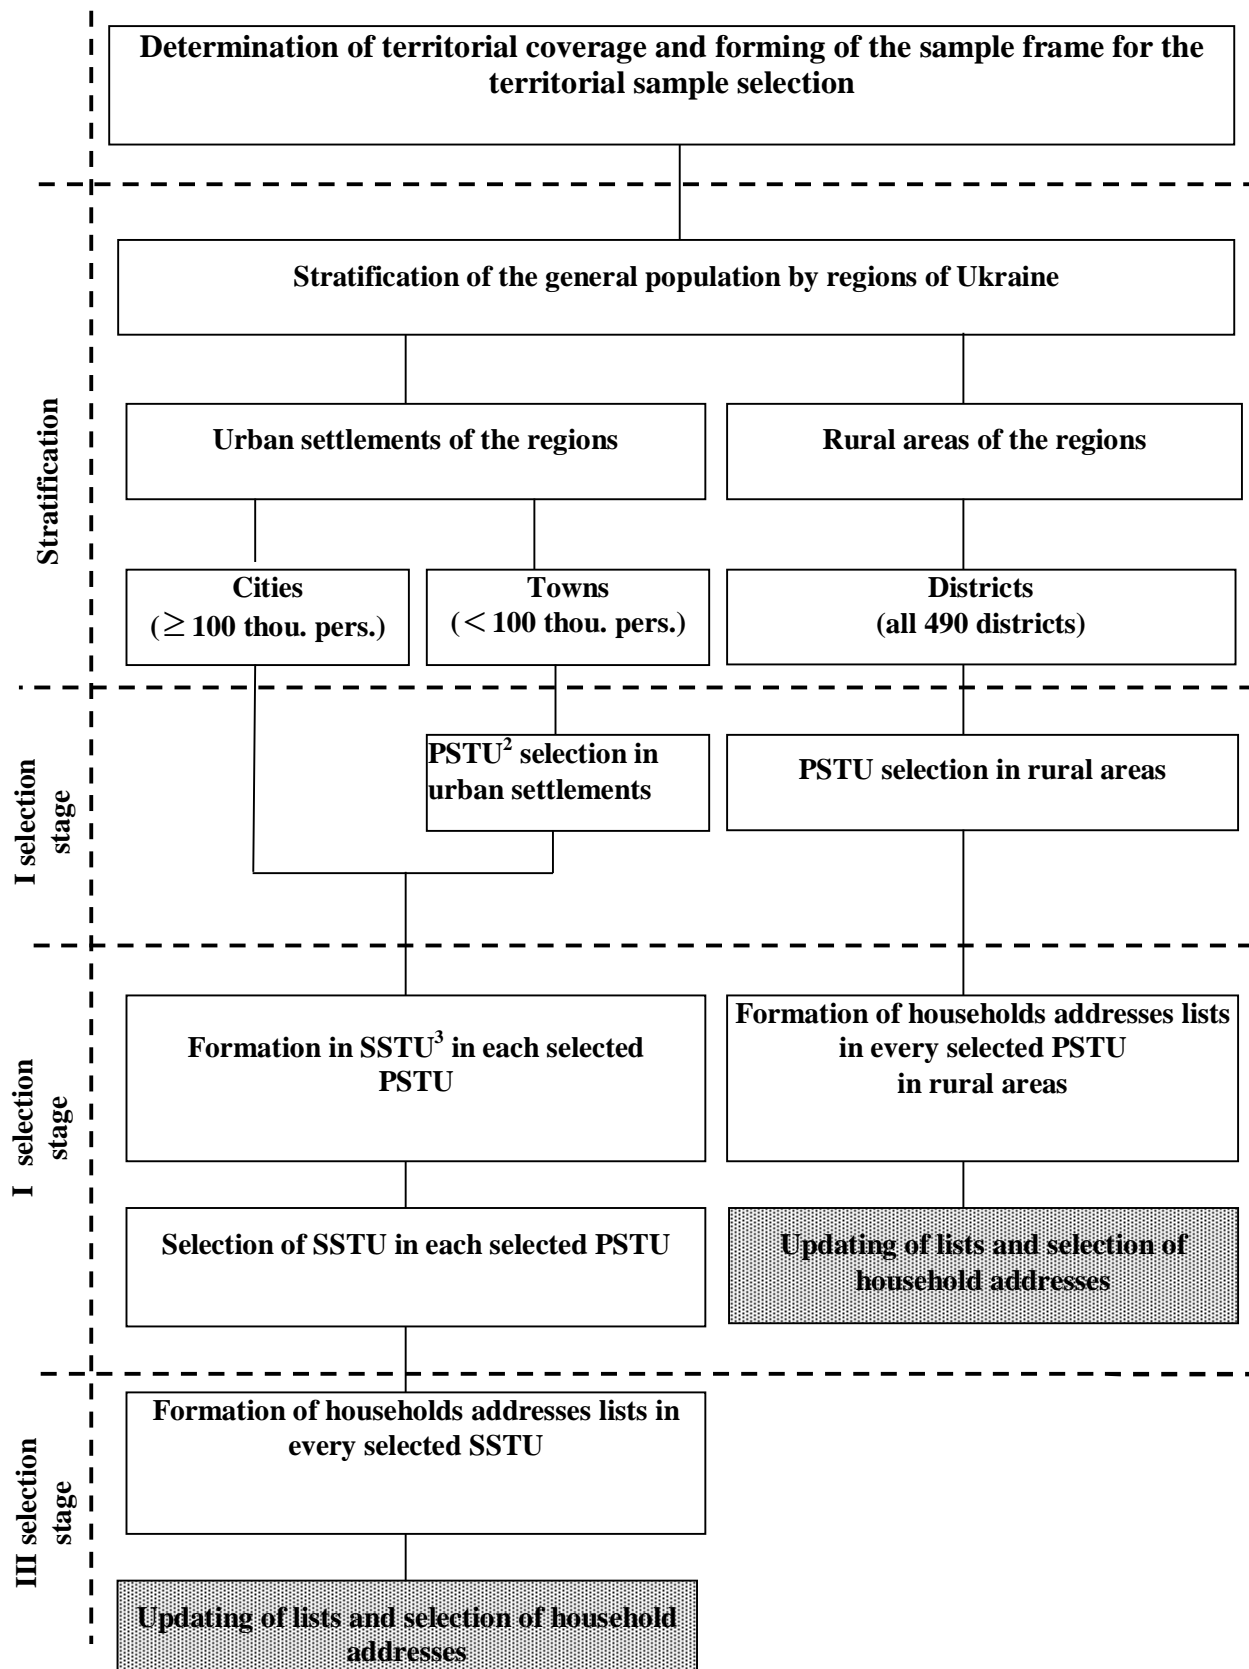 Determination of territorial coverage and forming of the sample frame for the
territorial sample selection
Stratification of the general population by regions of Ukraine
Stratification
Urban settlements of the regions
Rural areas of the regions
Cities
(≥ 100 thou. pers.)
Towns
(< 100 thou. pers.)
Districts
(all 490 districts)
I selection
stage
PSTU² selection in
urban settlements
PSTU selection in rural areas
I selection
stage
Formation in SSTU³ in each selected
PSTU
Formation of households addresses lists
in every selected PSTU
in rural areas
Selection of SSTU in each selected PSTU
Updating of lists and selection of
household addresses
III selection
stage
Formation of households addresses lists in
every selected SSTU
Updating of lists and selection of household
addresses